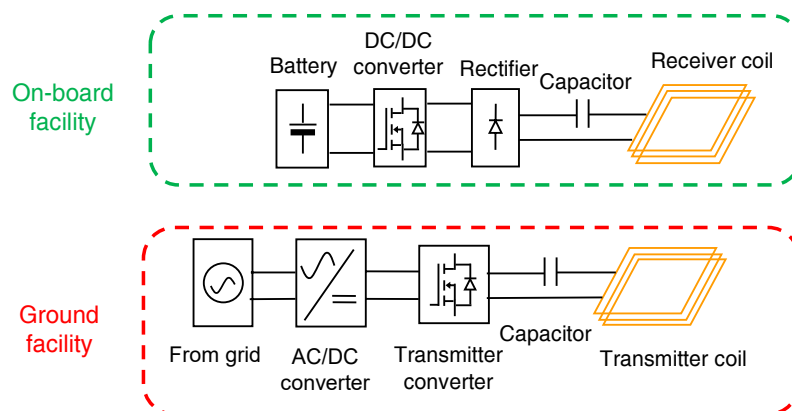 On-board
facility
Battery
DC/DC
converter
Rectifier
Capacitor
Receiver coil
Ground
facility
From grid
AC/DC
converter
Transmitter
converter
Capacitor
Transmitter coil